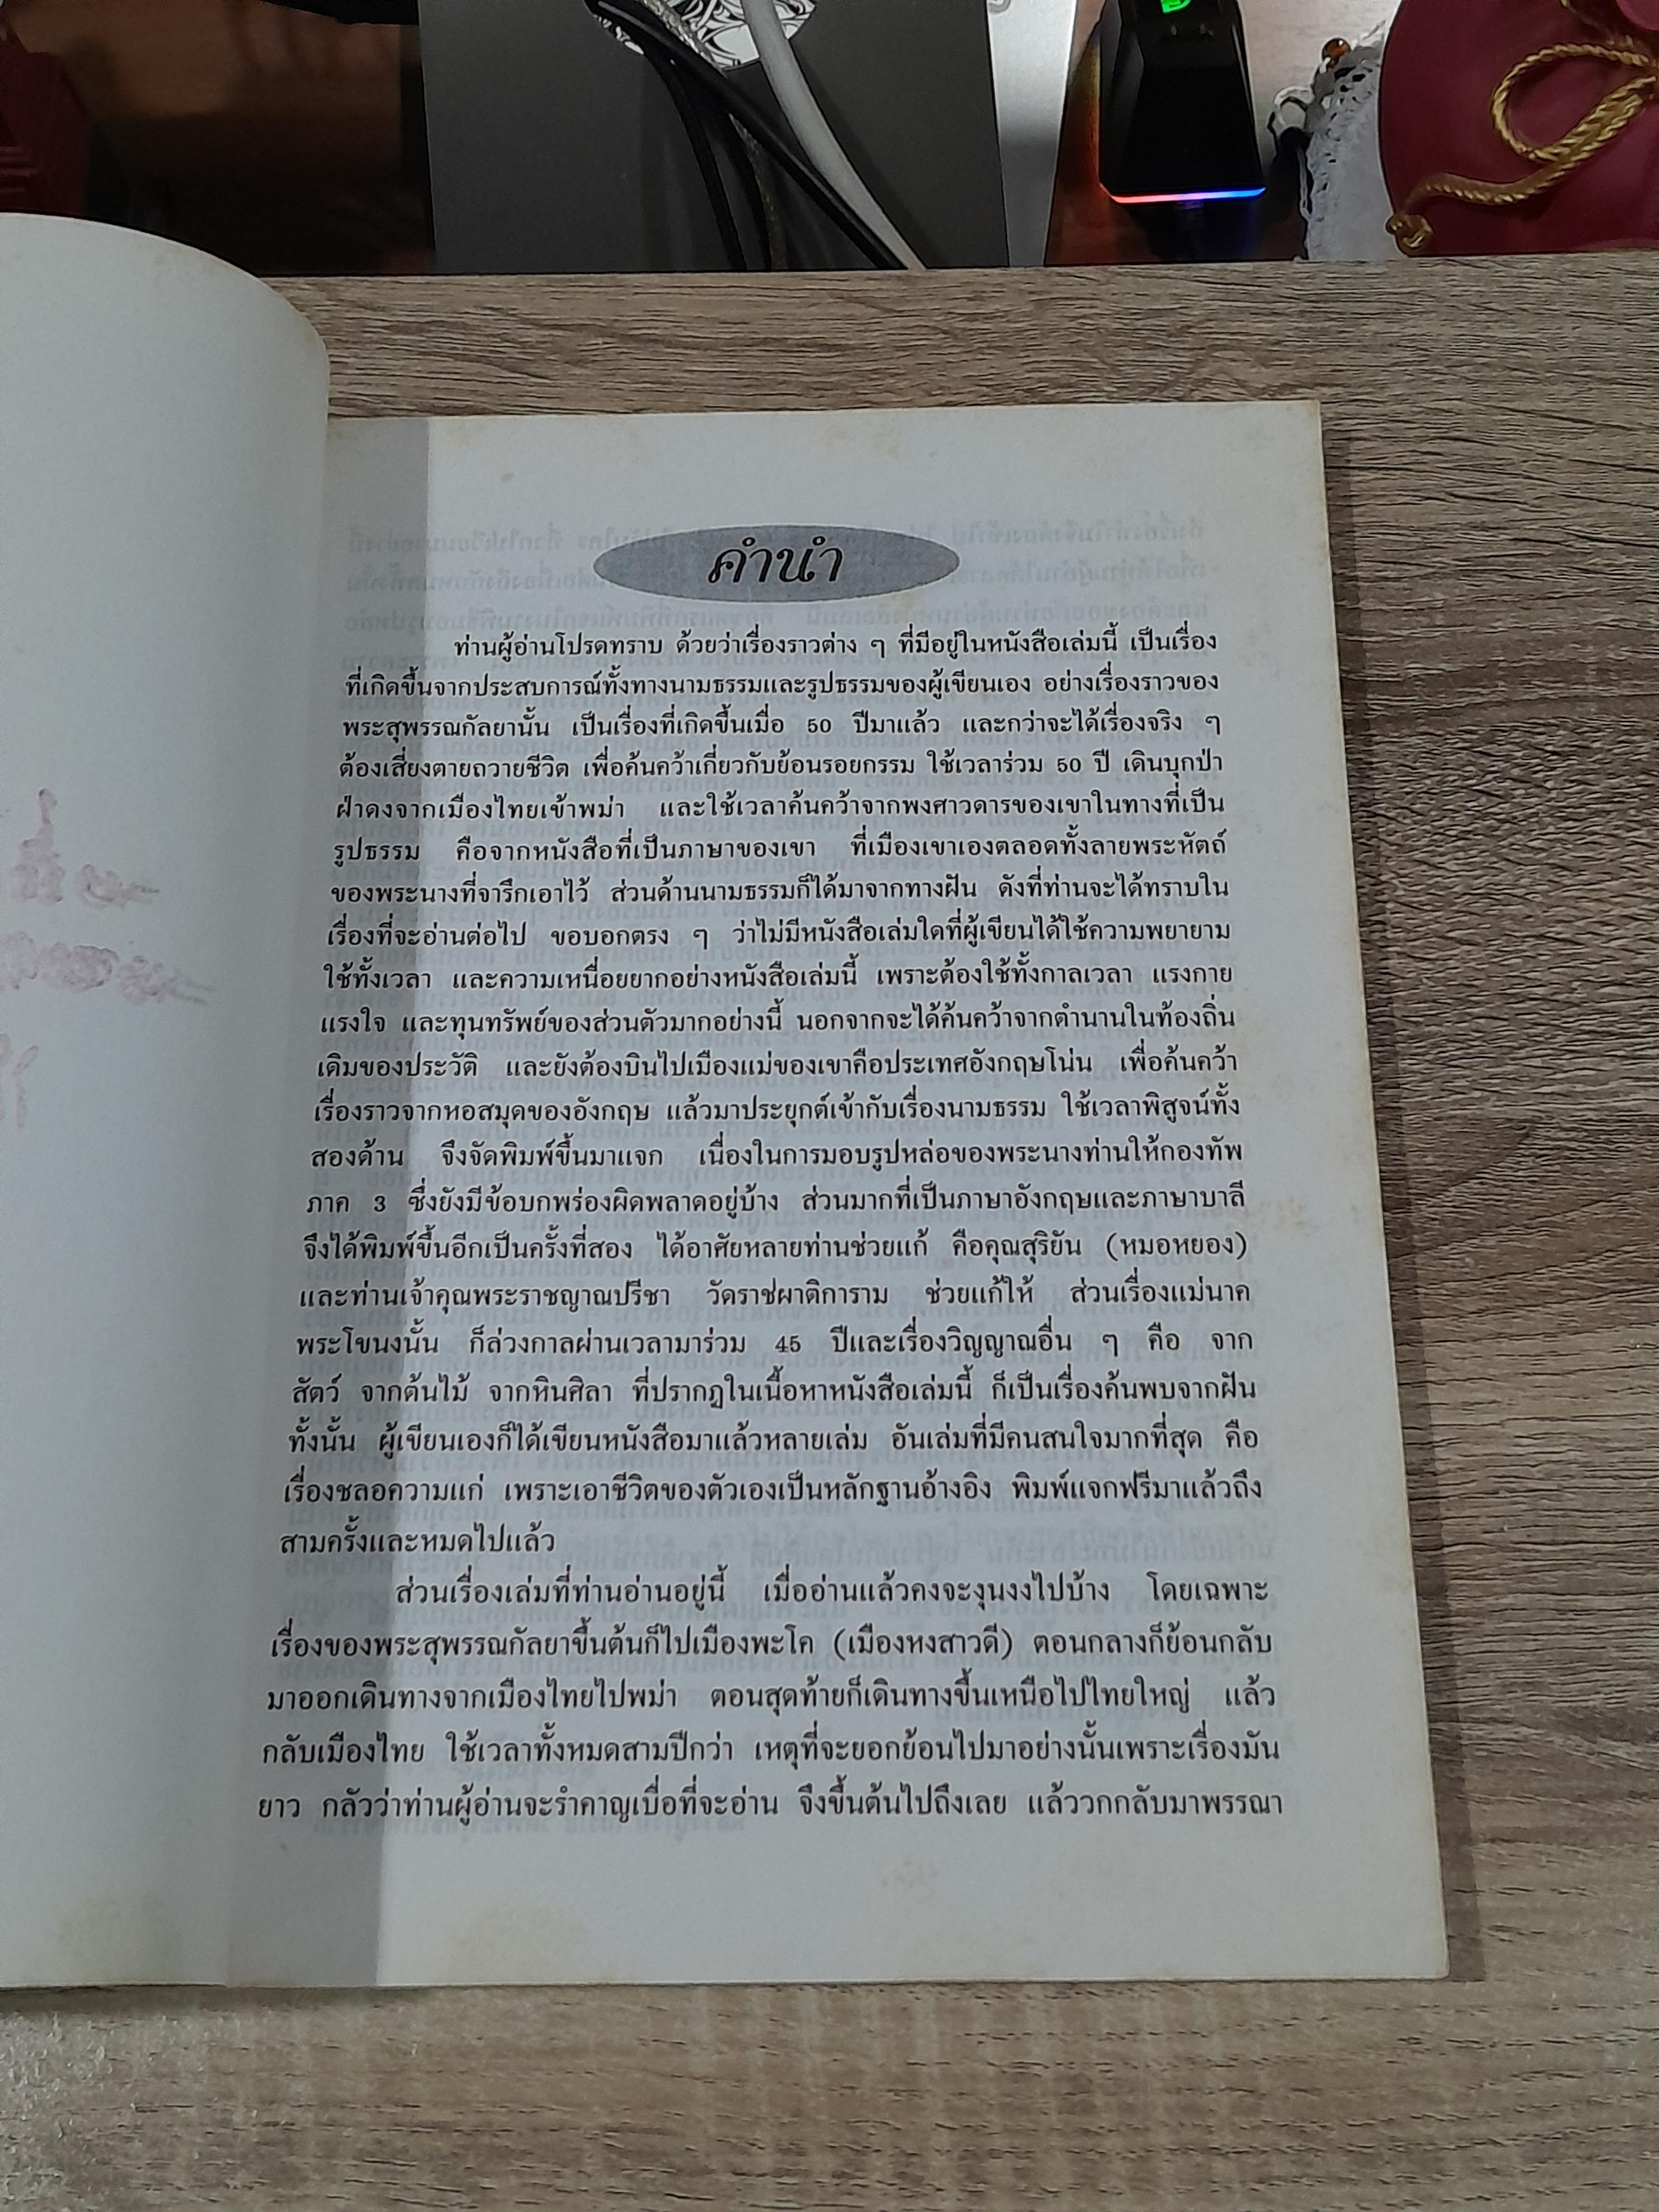 คำนำ
ท่านผู้อ่านโปรดทราบ ด้วยว่าเรื่องราวต่าง ๆ ที่มีอยู่ในหนังสือเล่มนี้ เป็นเรื่อง
ที่เกิดขึ้นจากประสบการณ์ทั้งทางนามธรรมและรูปธรรมของผู้เขียนเอง อย่างเรื่องราวของ
พระสุพรรณกัลยานั้น เป็นเรื่องที่เกิดขึ้นเมื่อ 50 ปีมาแล้ว และกว่าจะได้เรื่องจริง ๆ
ต้องเสี่ยงตายถวายชีวิต เพื่อค้นคว้าเกี่ยวกับย้อนรอยกรรม ใช้เวลาร่วม 50 ปี เดินบุกป่า
ฝ่าดงจากเมืองไทยเข้าพม่า และใช้เวลาค้นคว้าจากพงศาวดารของเขาในทางที่เป็น
รูปธรรม คือจากหนังสือที่เป็นภาษาของเขา ที่เมืองเขาเองตลอดทั้งลายพระหัตถ์
ของพระนางที่จารึกเอาไว้ ส่วนด้านนามธรรมก็ได้มาจากทางฝัน ดังที่ท่านจะได้ทราบใน
เรื่องที่จะอ่านต่อไป ขอบอกตรง ๆ ว่าไม่มีหนังสือเล่มใดที่ผู้เขียนได้ใช้ความพยายาม
ใช้ทั้งเวลา และความเหนื่อยยากอย่างหนังสือเล่มนี้ เพราะต้องใช้ทั้งกาลเวลา แรงกาย
แรงใจ และทุนทรัพย์ของส่วนตัวมากอย่างนี้ นอกจากจะได้ค้นคว้าจากตำนานในท้องถิ่น
เดิมของประวัติ และยังต้องบินไปเมืองแม่ของเขาคือประเทศอังกฤษโน่น เพื่อค้นคว้า
เรื่องราวจากหอสมุดของอังกฤษ แล้วมาประยุกต์เข้ากับเรื่องนามธรรม ใช้เวลาพิสูจน์ทั้ง
สองด้าน จึงจัดพิมพ์ขึ้นมาแจก เนื่องในการมอบรูปหล่อของพระนางท่านให้กองทัพ
ภาค 3 ซึ่งยังมีข้อบกพร่องผิดพลาดอยู่บ้าง ส่วนมากที่เป็นภาษาอังกฤษและภาษาบาลี
จึงได้พิมพ์ขึ้นอีกเป็นครั้งที่สอง ได้อาศัยหลายท่านช่วยแก้ คือคุณสุริยัน (หมอหยอง)
และท่านเจ้าคุณพระราชญาณปรีชา วัดราชผาติการาม ช่วยแก้ให้ ส่วนเรื่องแม่นาค
พระโขนงนั้น ก็ล่วงกาลผ่านเวลามาร่วม 45 ปีและเรื่องวิญญาณอื่น ๆ คือ จาก
สัตว์ จากต้นไม้ จากหินศิลา ที่ปรากฏในเนื้อหาหนังสือเล่มนี้ ก็เป็นเรื่องค้นพบจากฝัน
ทั้งนั้น ผู้เขียนเองก็ได้เขียนหนังสือมาแล้วหลายเล่ม อันเล่มที่มีคนสนใจมากที่สุด คือ
เรื่องชลอความแก่ เพราะเอาชีวิตของตัวเองเป็นหลักฐานอ้างอิง พิมพ์แจกฟรีมาแล้วถึง
สามครั้งและหมดไปแล้ว
ส่วนเรื่องเล่มที่ท่านอ่านอยู่นี้ เมื่ออ่านแล้วคงจะงุนงงไปบ้าง โดยเฉพาะ
เรื่องของพระสุพรรณกัลยาขึ้นต้นก็ไปเมืองพะโค (เมืองหงสาวดี) ตอนกลางก็ย้อนกลับ
มาออกเดินทางจากเมืองไทยไปพม่า ตอนสุดท้ายก็เดินทางขึ้นเหนือไปไทยใหญ่ แล้ว
กลับเมืองไทย ใช้เวลาทั้งหมดสามปีกว่า เหตุที่จะยอกย้อนไปมาอย่างนั้นเพราะเรื่องมัน
ยาว กลัวว่าท่านผู้อ่านจะรำคาญเบื่อที่จะอ่าน จึงขึ้นต้นไปถึงเลย แล้ววกกลับมาพรรณา